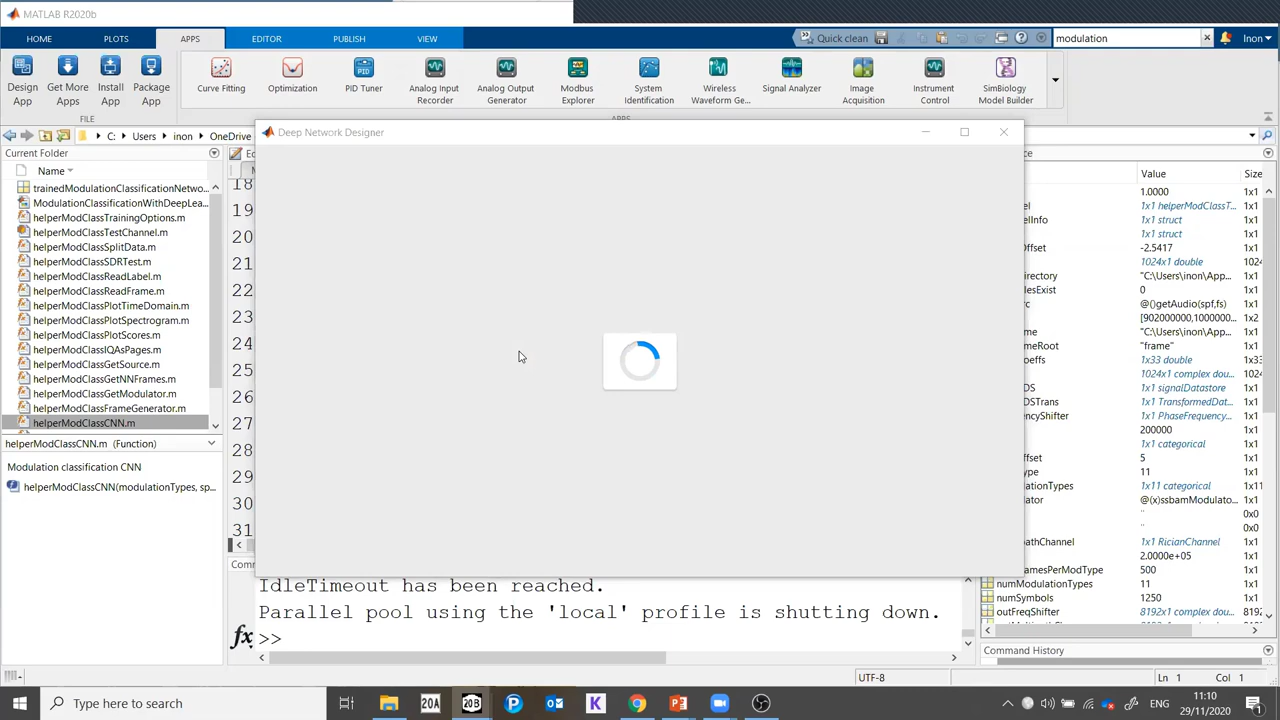 MATLAB R2020b
HOME PLOTS APPS EDITOR PUBLISH VIEW Quick clean modulation Inon
Design App
Get More Apps
Install App
Package App
Curve Fitting
Optimization
PID Tuner
Analog Input Recorder
Analog Output Generator
Modbus Explorer
System Identification
Wireless Waveform Ge...
Signal Analyzer
Image Acquisition
Instrument Control
SimBiology Model Builder
FILE
C: Users inon OneDrive
Current Folder
Name
trainedModulationClassificationNetwo...
ModulationClassificationWithDeepLea...
helperModClassTrainingOptions.m
helperModClassTestChannel.m
helperModClassSplitData.m
helperModClassSDRTest.m
helperModClassReadLabel.m
helperModClassReadFrame.m
helperModClassPlotTimeDomain.m
helperModClassPlotSpectrogram.m
helperModClassPlotScores.m
helperModClassIQAsPages.m
helperModClassGetSource.m
helperModClassGetNNFrames.m
helperModClassGetModulator.m
helperModClassFrameGenerator.m
helperModClassCNN.m
helperModClassCNN.m (Function)
Modulation classification CNN
helperModClassCNN(modulationTypes, sp...
Deep Network Designer
18
19
20
21
22
23
24
25
26
27
28
29
30
31
IdleTimeout has been reached.
Parallel pool using the 'local' profile is shutting down.
fx >>
Value Size
1.0000 1x1
1x1 helperModClassT... 1x1
1x1 struct 1x1
1x1 struct 1x1
-2.5417 1x1
1024x1 double 1024
"C:\Users\inon\App... 1x1
0 1x1
@()getAudio(spf,fs) 1x1
[902000000,1000000... 1x2
"C:\Users\inon\App... 1x1
"frame" 1x1
1x33 double 1x33
1024x1 complex dou... 1024
1x1 signalDatastore 1x1
1x1 TransformedDat... 1x1
1x1 PhaseFrequency... 1x1
200000 1x1
1x1 categorical 1x1
5 1x1
11 1x1
1x11 categorical 1x11
@(x)ssbamModulato... 1x1
'' 0x0
'' 0x0
1x1 RicianChannel 1x1
2.0000e+05 1x1
500 1x1
numModulationTypes 11 1x1
numSymbols 1250 1x1
outFreqShifter 8192x1 complex dou... 8192
Command History
UTF-8 Ln 1 Col 1
Type here to search
20A
20B
11:10
29/11/2020